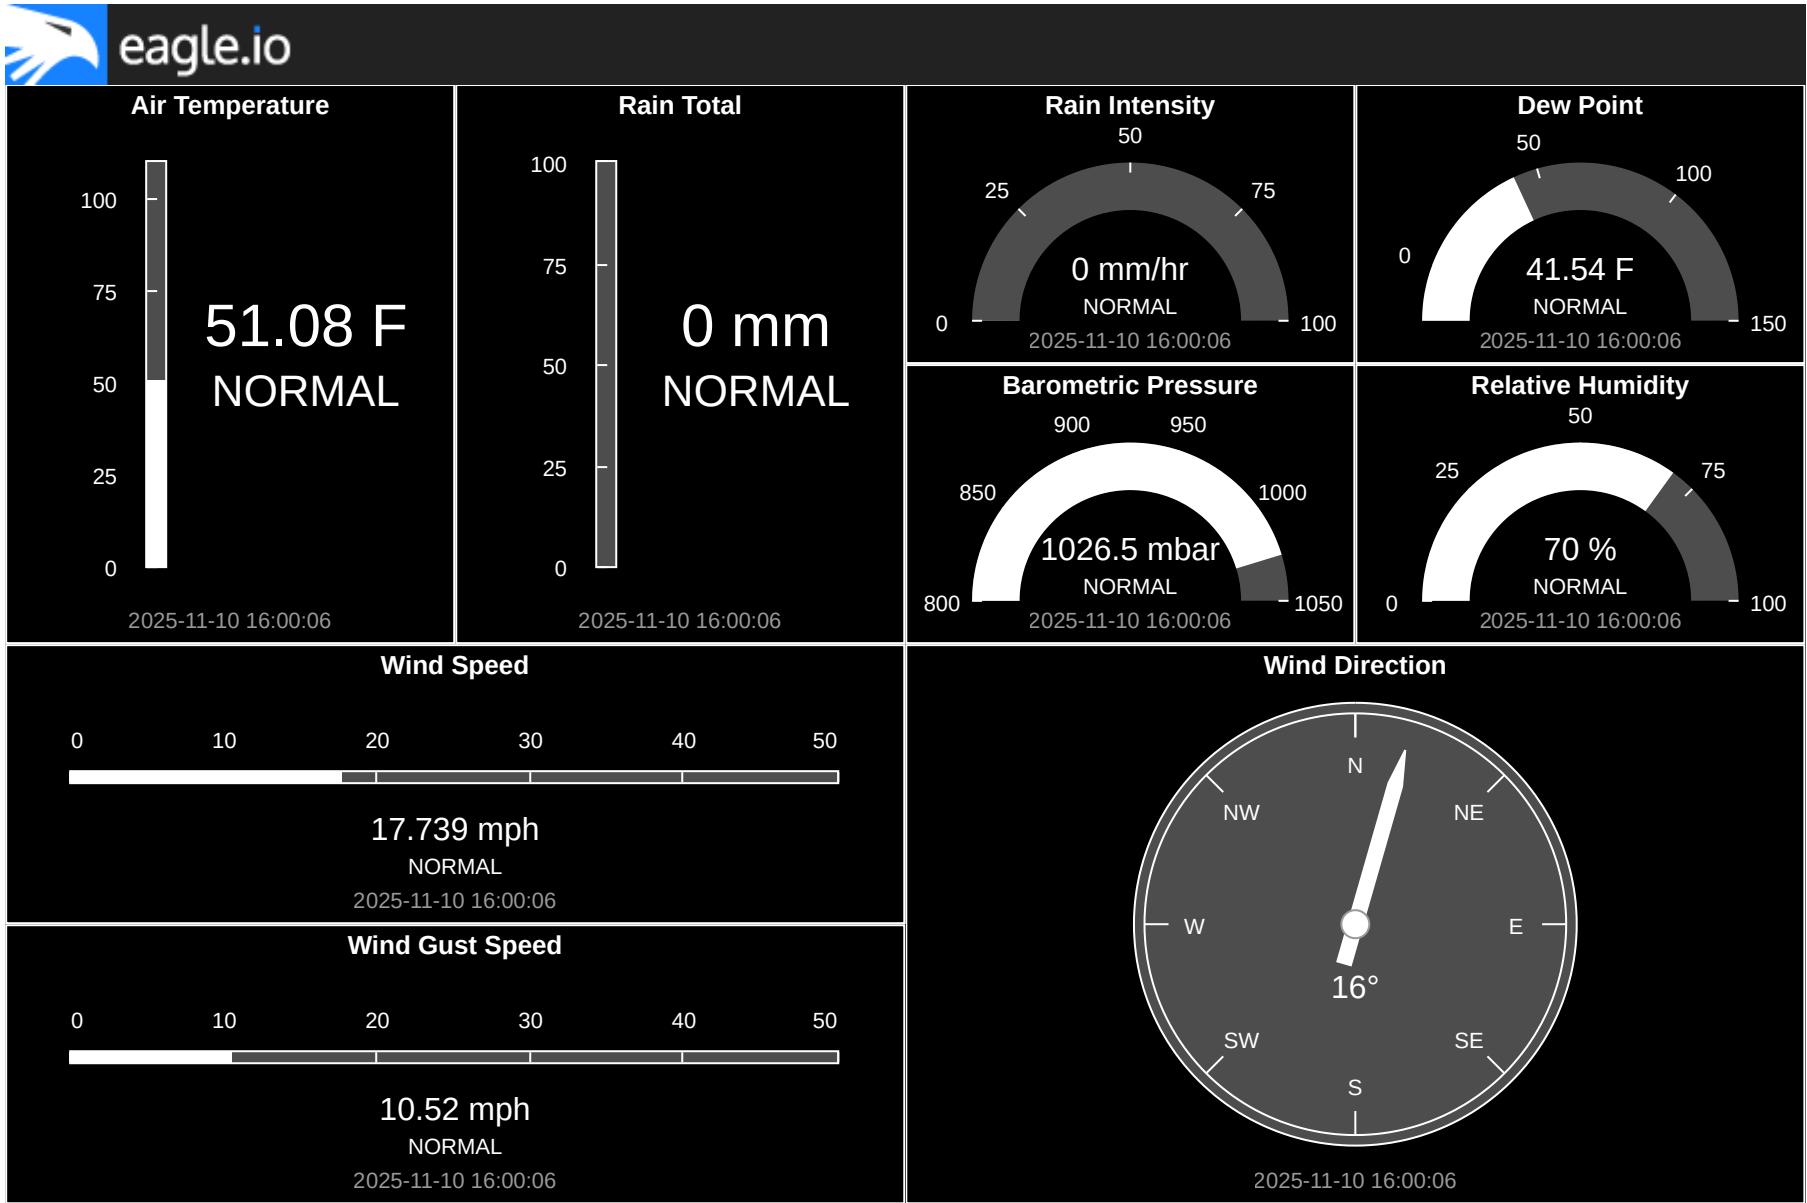 eagle.io
Air Temperature
100
75
50
25
0
51.08 F
NORMAL
2025-11-10 16:00:06
Rain Total
100
75
50
25
0
0 mm
NORMAL
2025-11-10 16:00:06
Rain Intensity
0
25
50
75
100
0 mm/hr
NORMAL
2025-11-10 16:00:06
Dew Point
0
50
100
150
41.54 F
NORMAL
2025-11-10 16:00:06
Barometric Pressure
800
850
900
950
1000
1050
1026.5 mbar
NORMAL
2025-11-10 16:00:06
Relative Humidity
0
25
50
75
100
70 %
NORMAL
2025-11-10 16:00:06
Wind Speed
0 10 20 30 40 50
17.739 mph
NORMAL
2025-11-10 16:00:06
Wind Gust Speed
0 10 20 30 40 50
10.52 mph
NORMAL
2025-11-10 16:00:06
Wind Direction
N
NW NE
W E
16°
SW SE
S
2025-11-10 16:00:06